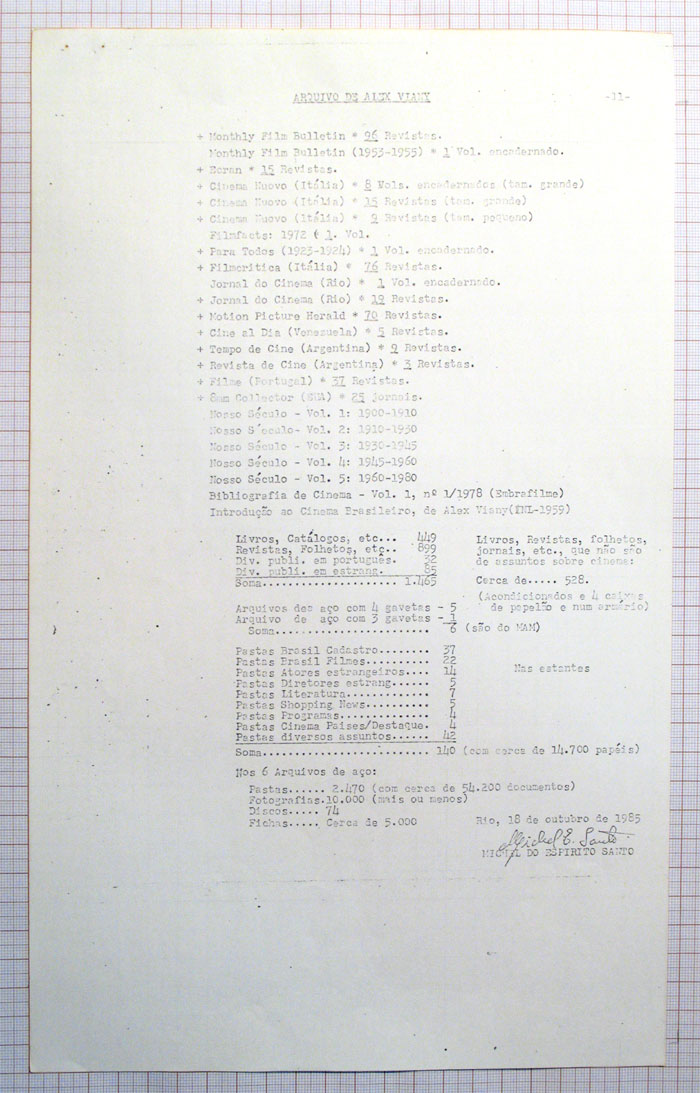 ARQUIVO DE ALEX VIANY -11-
+ Monthly Film Bulletin * 96 Revistas.
Monthly Film Bulletin (1953-1955) * 1 Vol. encadernado.
+ Ecran * 15 Revistas.
+ Cinema Nuovo (Itália) * 8 Vols. encadernados (tam. grande)
+ Cinema Nuovo (Itália) * 15 Revistas (tam. grande)
+ Cinema Nuovo (Itália) * 9 Revistas (tam. pequeno)
Filmfacts: 1972 * 1. Vol.
+ Para Todos (1923-1924) * 1 Vol. encadernado.
+ Filmcritica (Itália) * 76 Revistas.
Jornal do Cinema (Rio) * 1 Vol. encadernado.
+ Jornal do Cinema (Rio) * 19 Revistas.
+ Motion Picture Herald * 70 Revistas.
+ Cine al Dia (Venezuela) * 5 Revistas.
+ Tempo de Cine (Argentina) * 9 Revistas.
+ Revista de Cine (Argentina) * 3 Revistas.
+ Filme (Portugal) * 37 Revistas.
+ 8mm Collector (USA) * 25 jornais.
Nosso Século - Vol. 1: 1900-1910
Nosso Século- Vol. 2: 1910-1930
Nosso Século - Vol. 3: 1930-1945
Nosso Século - Vol. 4: 1945-1960
Nosso Século - Vol. 5: 1960-1980
Bibliografia de Cinema - Vol. 1, nº 1/1978 (Embrafilme)
Introdução ao Cinema Brasileiro, de Alex Viany(INL-1959)
Livros, Catálogos, etc... 449
Revistas, Folhetos, etc.. 899
Div. publi. em português. 32
Div. publi. em estrang. 85
Soma..................... 1.465
Livros, Revistas, folhetos,
jornais, etc., que não são
de assuntos sobre cinema:
Cerca de..... 528.
(Acondicionados e 4 caixas
de papelão e num armário)
Arquivos dem aço com 4 gavetas - 5
Arquivo de aço com 3 gavetas - 1
Soma........................ 6 (são do MAM)
Pastas Brasil Cadastro........ 37
Pastas Brasil Filmes.......... 22
Pastas Atores estrangeiros.... 14
Pastas Diretores estrang...... 5
Pastas Literatura............. 7
Pastas Shopping News.......... 5
Pastas Programas.............. 4
Pastas Cinema Paises/Destaque. 4
Pastas diversos assuntos...... 42
Nas estantes
Soma.......................... 140 (com cerca de 14.700 papéis)
Nos 6 Arquivos de aço:
Pastas...... 2.470 (com cerca de 54.200 documentos)
Fotografias.10.000 (mais ou menos)
Discos..... 74
Fichas..... Cerca de 5.000
Rio, 18 de outubro de 1985
Michel E. Santo
MICHEL DO ESPIRITO SANTO